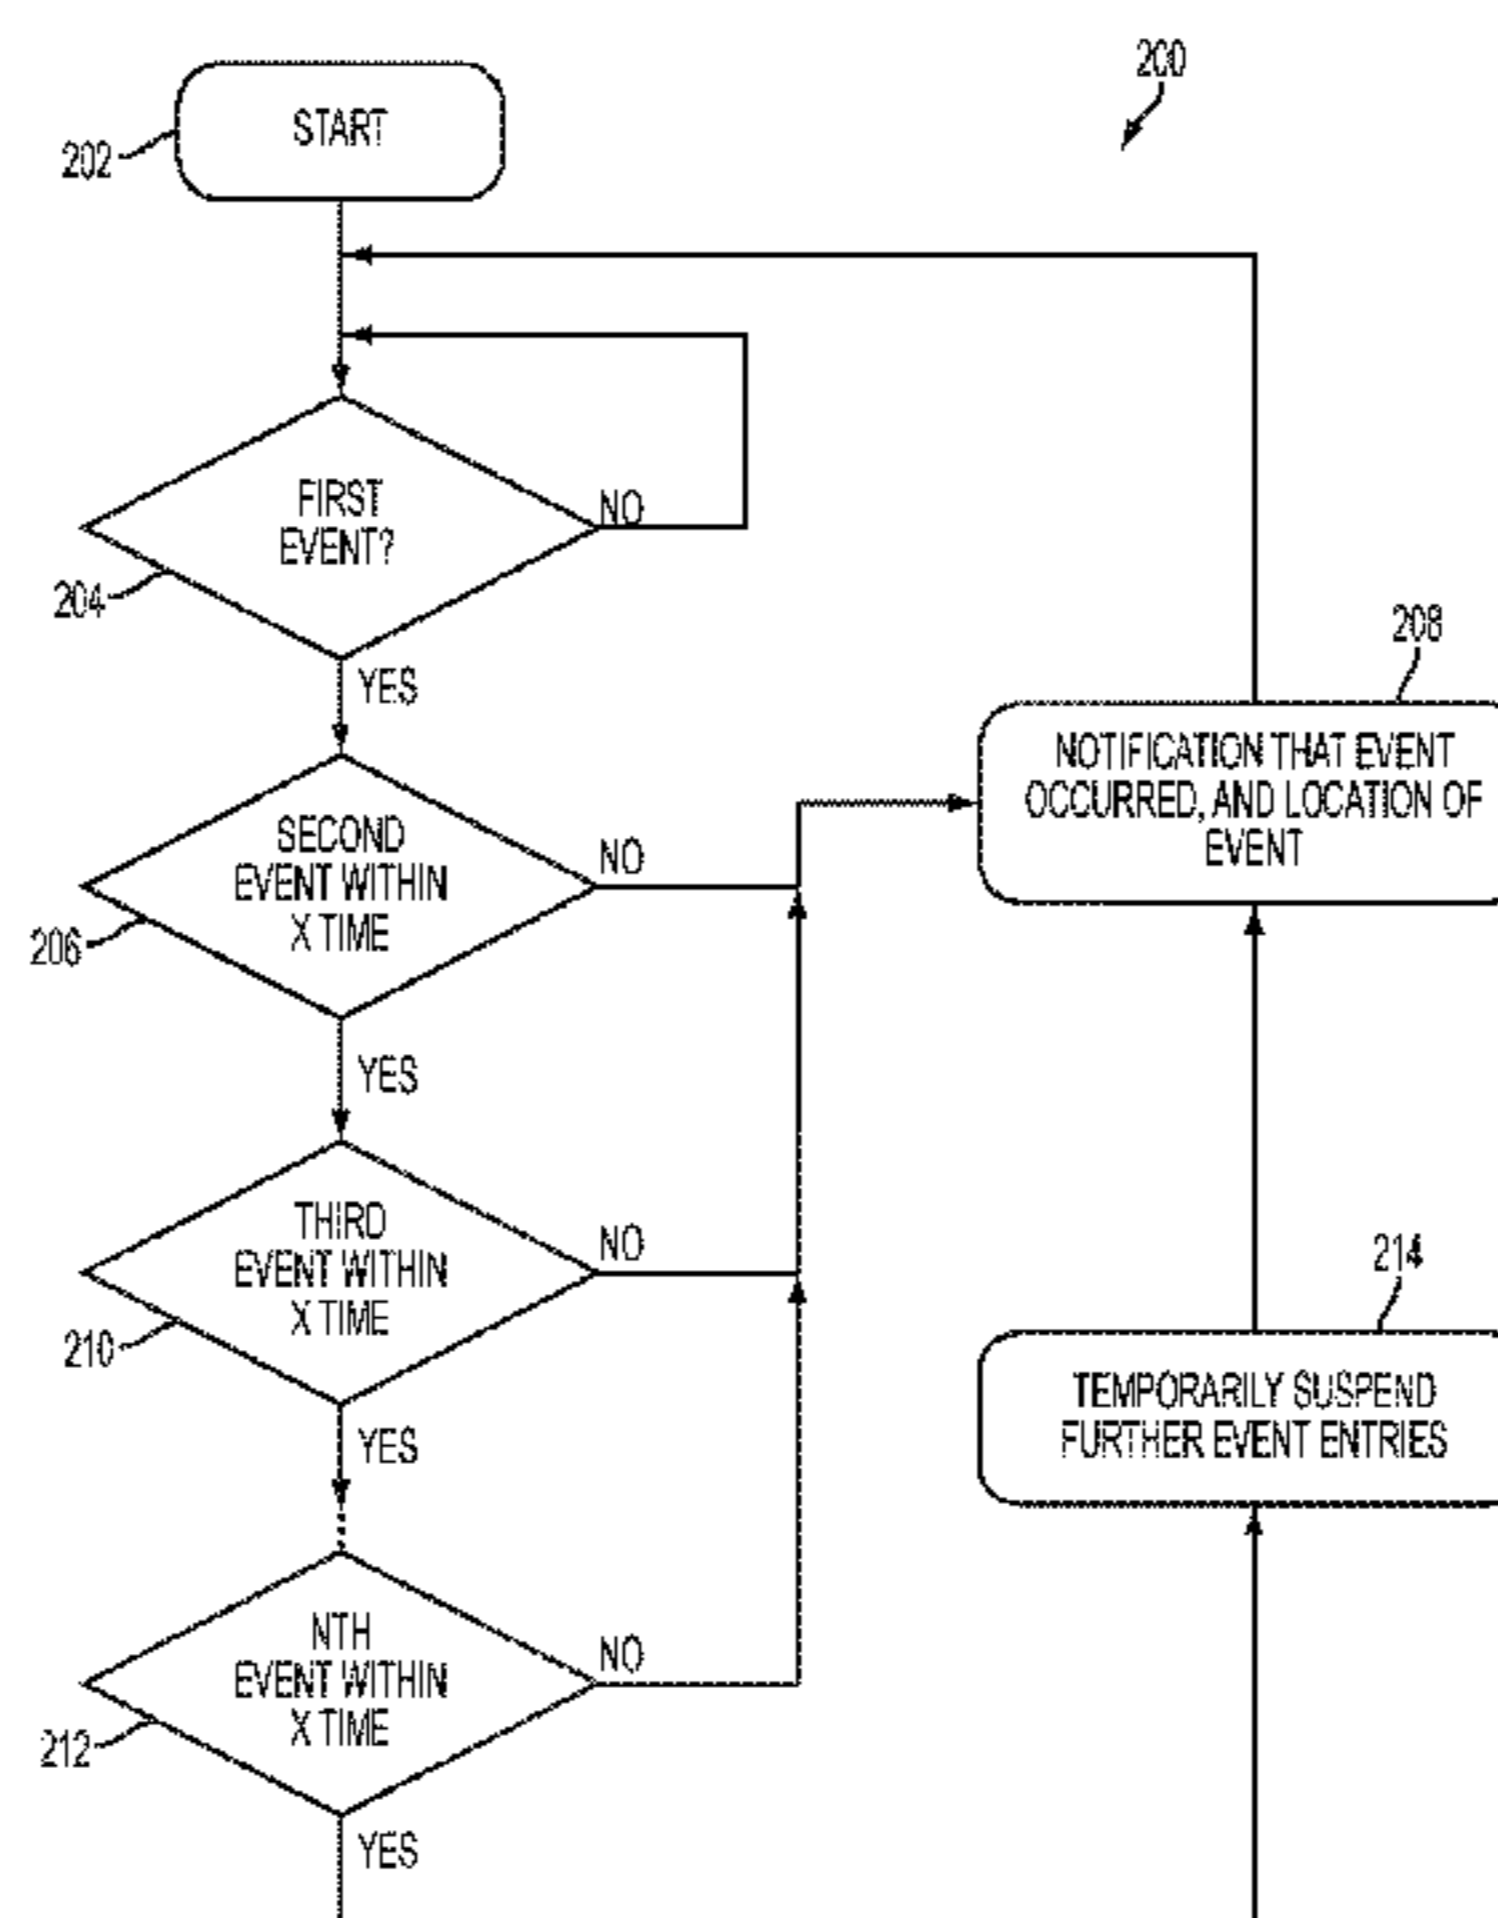 200
START
202
FIRST
EVENT?
NO
204
YES
208
NOTIFICATION THAT EVENT
OCCURRED, AND LOCATION OF
EVENT
SECOND
EVENT WITHIN
X TIME
NO
206
YES
THIRD
EVENT WITHIN
X TIME
NO
210
YES
214
TEMPORARILY SUSPEND
FURTHER EVENT ENTRIES
NTH
EVENT WITHIN
X TIME
NO
212
YES